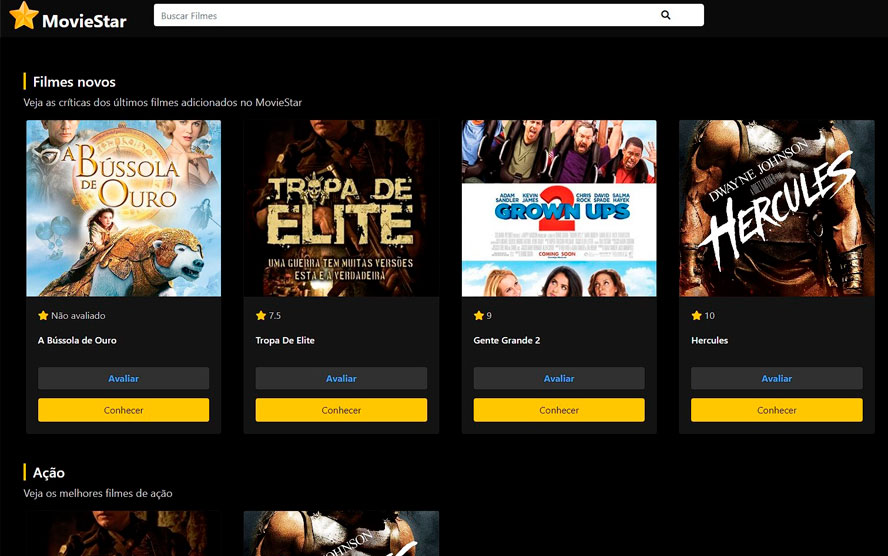 MovieStar
Buscar Filmes
Filmes novos
Veja as críticas dos últimos filmes adicionados no MovieStar
A
BÚSSOLA
DE
OURO
TROPA DE
ELITE
UMA GUERRA TEM MUITAS VERSÕES
ESTA É A VERDADEIRA
ADAM SANDLER
KEVIN JAMES
CHRIS ROCK
DAVID SPADE
SALMA HAYEK
GROWN UPS
2
COMING SOON
DWAYNE JOHNSON
HERCULES
Não avaliado
7.5
9
10
A Bússola de Ouro
Tropa De Elite
Gente Grande 2
Hercules
Avaliar
Avaliar
Avaliar
Avaliar
Conhecer
Conhecer
Conhecer
Conhecer
Ação
Veja os melhores filmes de ação
JOHNSON